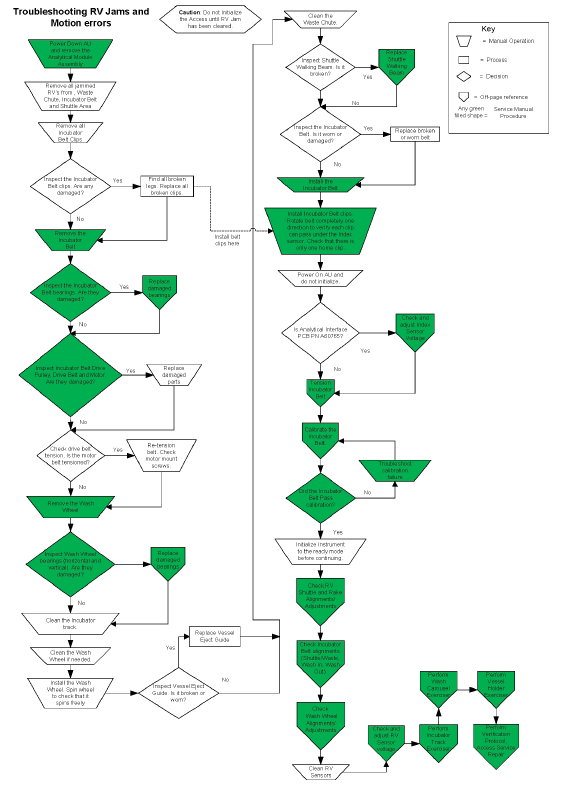 Troubleshooting RV Jams and
Motion errors
Caution: Do not Initialize
the Access until RV Jam
has been cleared.
Key
= Manual Operation
= Process
= Decision
= Off-page reference
Any green
filled shape =
Service Manual
Procedure
Power Down AU
and remove the
Analytical Module
Assembly
Remove all jammed
RV's from, Waste
Chute, Incubator Belt
and Shuttle Area
Remove all
Incubator
Belt Clips
Inspect the Incubator
Belt clips. Are any
damaged?
Yes
Find all broken
legs. Replace all
broken clips.
No
Install belt
clips here
Remove the
Incubator
Belt
Inspect the Incubator
Belt bearings. Are they
damaged?
Yes
Replace
damaged
bearings
No
Inspect Incubator Belt Drive
Pulley, Drive Belt and Motor.
Are they damaged?
Yes
Replace
damaged
parts
No
Check drive belt
tension. Is the motor
belt tensioned?
Yes
Re-tension
belt. Check
motor mount
screws.
No
Remove the Wash
Wheel
Inspect Wash Wheel
Bearings (horizontal and
vertical). Are they
damaged?
Replace
damaged
bearings
No
Clean the Incubator
track.
Clean the Wash
Wheel if needed.
Install the Wash
Wheel. Spin wheel
to check that it
spins freely
Inspect Vessel Eject
Guide. Is it broken or
worn?
Yes
Replace Vessel
Eject Guide
No
Clean the
Waste Chute.
Inspect Shuttle
Walking Beam. Is it
broken?
Yes
Replace
Shuttle
Walking
Beam
No
Inspect the Incubator
Belt. Is it worn or
damaged?
Yes
Replace broken
or worn belt
No
Install the
Incubator Belt
Install Incubator Belt clips.
Rotate belt completely one
direction to verify each clip
can pass under the Index
sensor. Check that there is
only one home clip
Power On AU and
do not initialize
Is Analytical Interface
PCB PN A60765?
Yes
Check and
adjust Index
Sensor
Voltage
No
Tension
Incubator
Belt
Calibrate the
Incubator
Belt
Did the Incubator
Belt Pass
calibration?
No
Troubleshoot
calibration
failure
Yes
Initialize Instrument
to the ready mode
before continuing.
Check RV
Shuttle and Rake
Alignments/
Adjustments
Check Incubator
Belt alignments
(Shuttle/Waste,
Wash In, Wash
Out)
Check
Wash Wheel
Alignments/
Adjustments
Clean RV
Sensors
Check and
adjust RV
Sensor
Voltage
Perform
Incubator
Track
Exerciser
Perform
Wash
Carousel
Exerciser
Perform
Vessel
Holder
Exerciser
Perform
Verification
Protocol,
Access Service
Repair